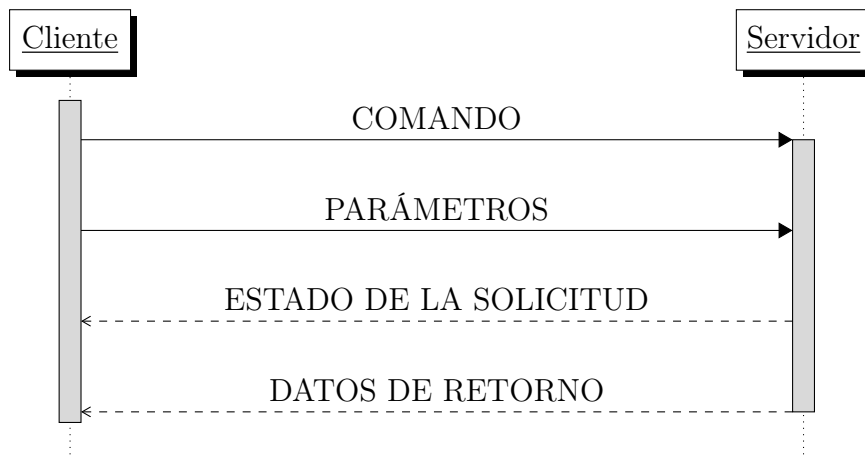 Cliente
Servidor
COMANDO
PARÁMETROS
ESTADO DE LA SOLICITUD
DATOS DE RETORNO